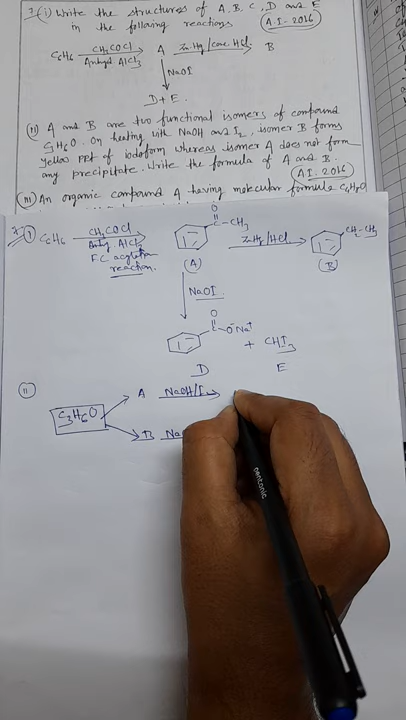 7. (i) Write the structures of A, B, C, D and E
in the following reactions. (A.I-2016)
C6H6 CH3COCl Anhyd AlCl3 A Zn-Hg/conc. HCl B
NaOI
D + E.
(ii) A and B are two functional isomers of compound
C3H6O. On heating with NaOH and I2, isomer B forms
yellow PPt of iodoform whereas isomer A does not form
any precipitate. Write the formula of A and B.
(A.I-2016)
(iii) An organic compound A having molecular formula
7. (i) C6H6 CH3COCl Anhy. AlCl3 O C-CH3
F.C acylation
reaction. (A) Zn-Hg/HCl CH2-CH3 (B)
NaOI.
O
C-O⁻Na⁺ + CHI3
D E
(ii)
C3H6O A NaOH/I2
B Na
pentonic